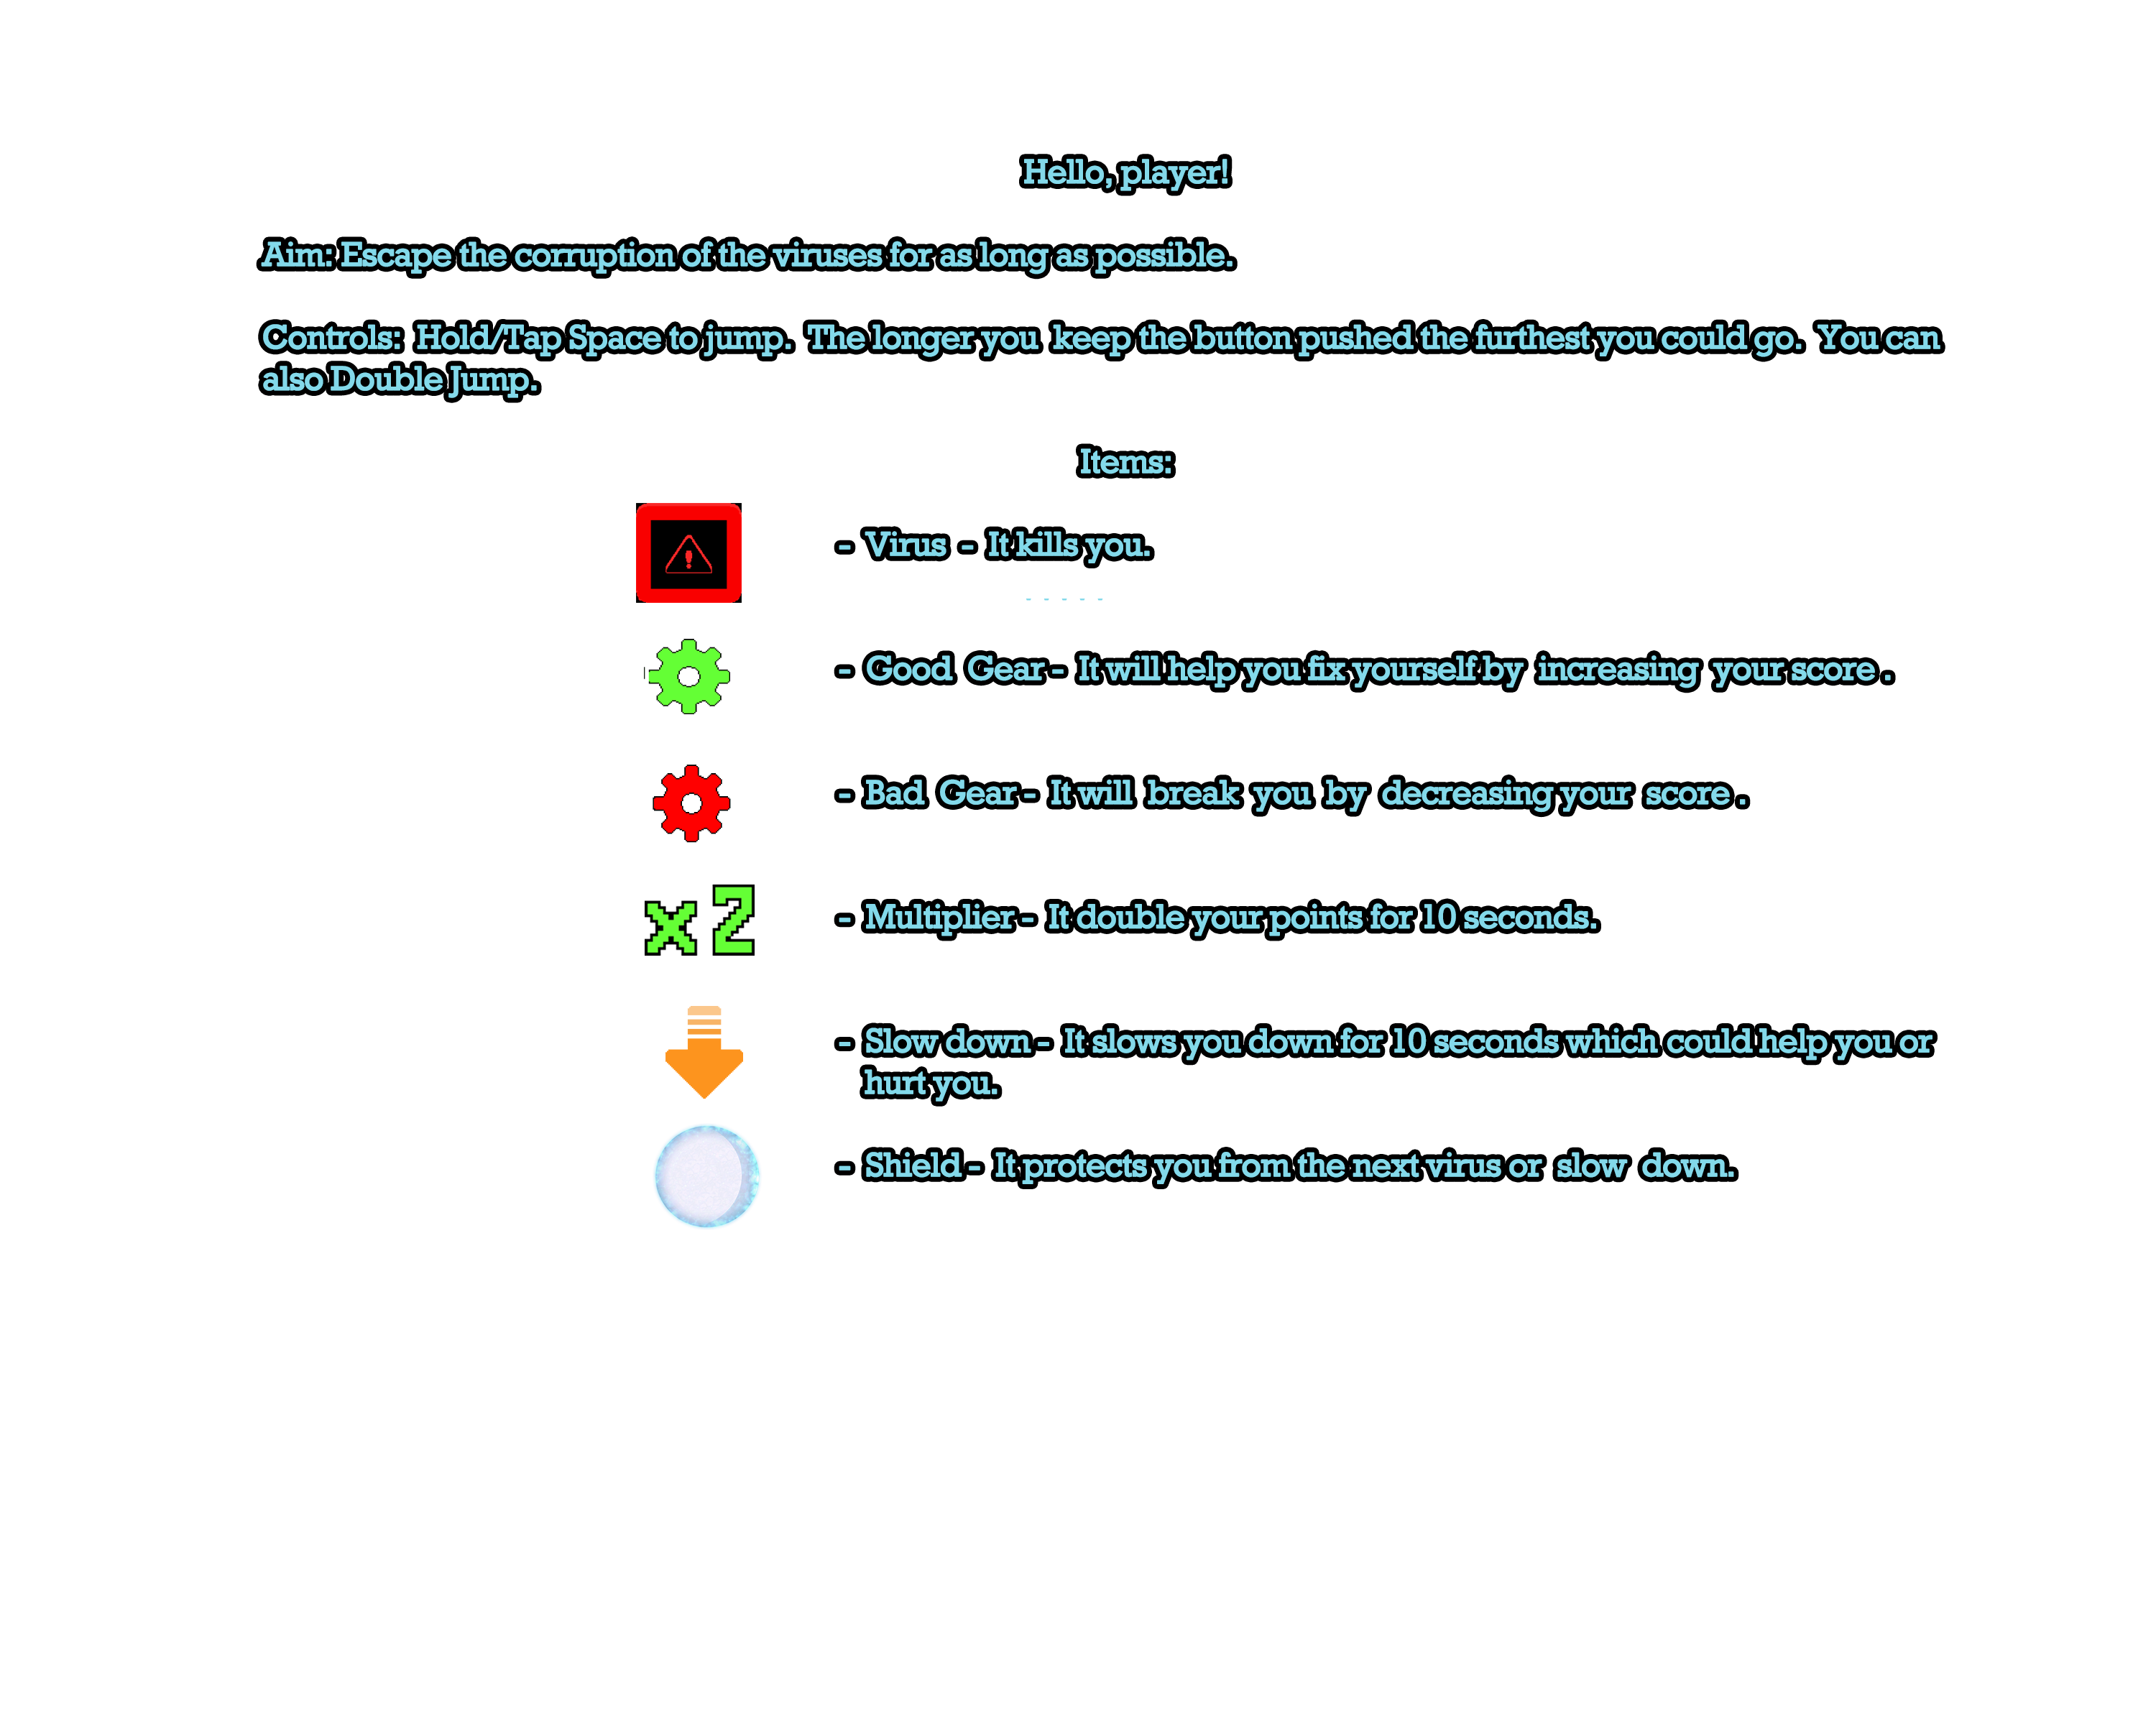 Hello, player!
Aim: Escape the corruption of the viruses for as long as possible.
Controls: Hold/Tap Space to jump. The longer you keep the button pushed the furthest you could go. You can
also Double Jump.
Items:
- Virus - It kills you.
- - - - -
- Good Gear - It will help you fix yourself by increasing your score .
- Bad Gear - It will break you by decreasing your score .
x2
- Multiplier - It double your points for 10 seconds.
- Slow down - It slows you down for 10 seconds which could help you or
hurt you.
- Shield - It protects you from the next virus or slow down.